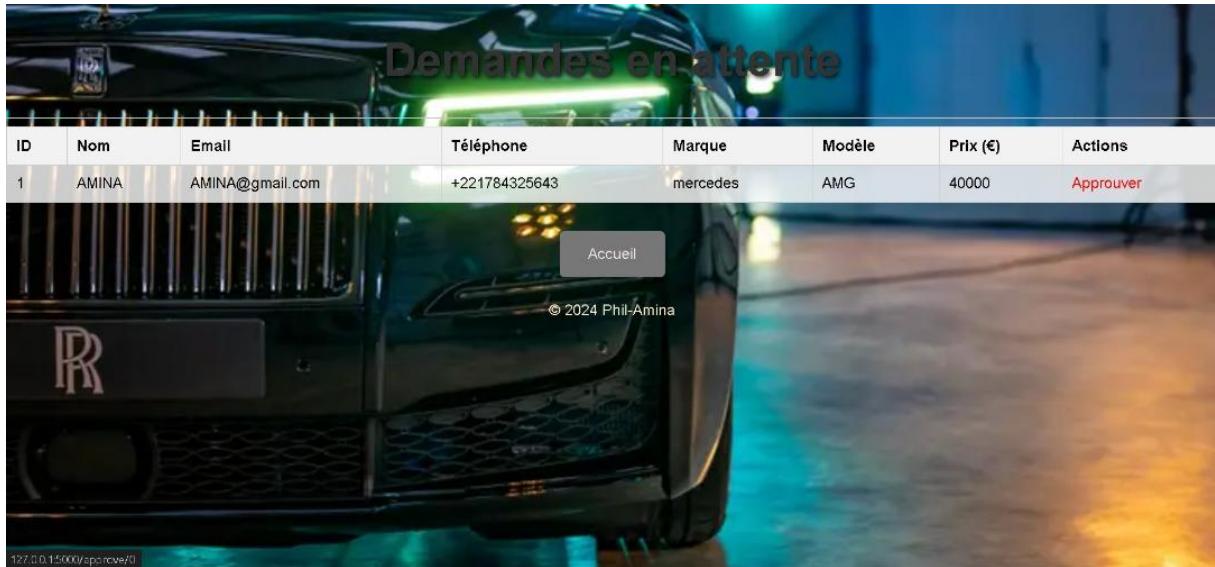 Demandes en attente
ID Nom Email Téléphone Marque Modèle Prix (€) Actions
1 AMINA AMINA@gmail.com +221784325643 mercedes AMG 40000 Approuver
Accueil
© 2024 Phil-Amina
RR
127.0.0.1:5000/approve/0